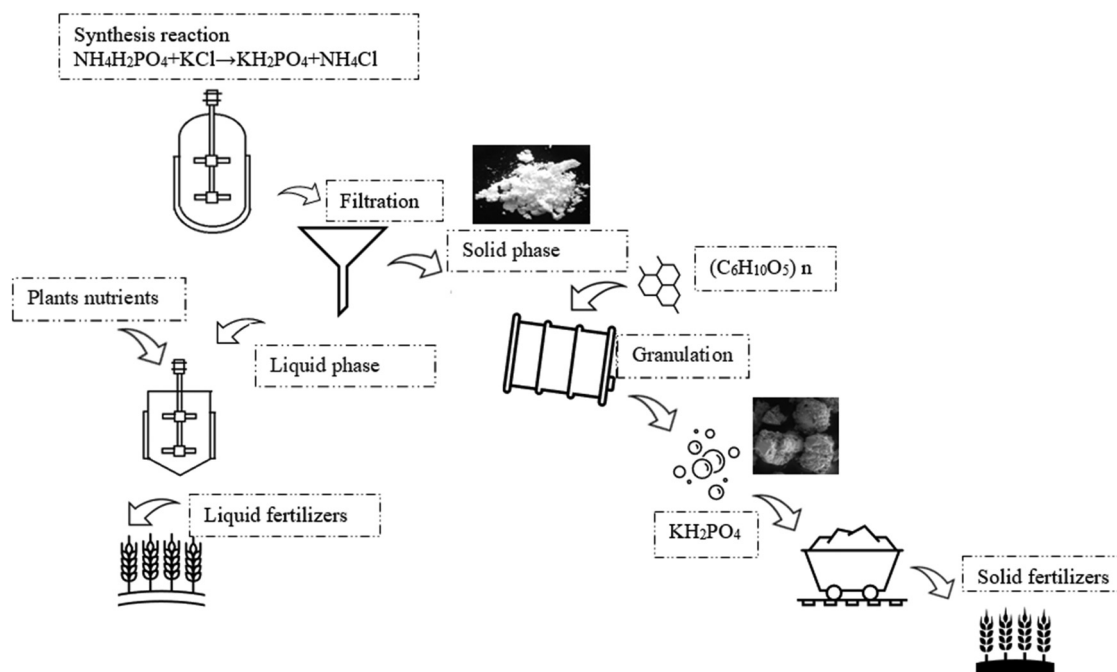 Synthesis reaction
NH₄H₂PO₄+KCl→KH₂PO₄+NH₄Cl
Filtration
Solid phase
(C₆H₁₀O₅) n
Plants nutrients
Liquid phase
Granulation
Liquid fertilizers
KH₂PO₄
Solid fertilizers